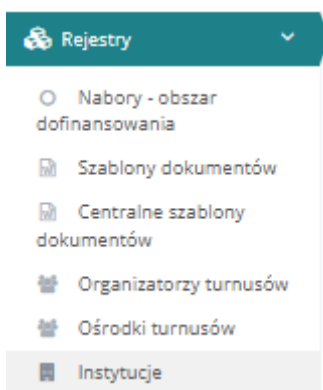 Rejestry
Nabory - obszar
dofinansowania
Szablony dokumentów
Centralne szablony
dokumentów
Organizatorzy turnusów
Ośrodki turnusów
Instytucje